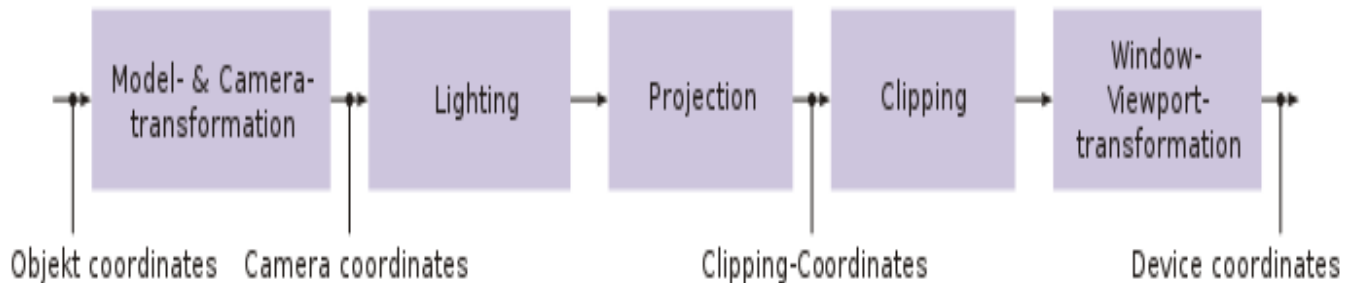 Model- & Camera-
transformation
Lighting
Projection
Clipping
Window-
Viewport-
transformation
Objekt coordinates
Camera coordinates
Clipping-Coordinates
Device coordinates